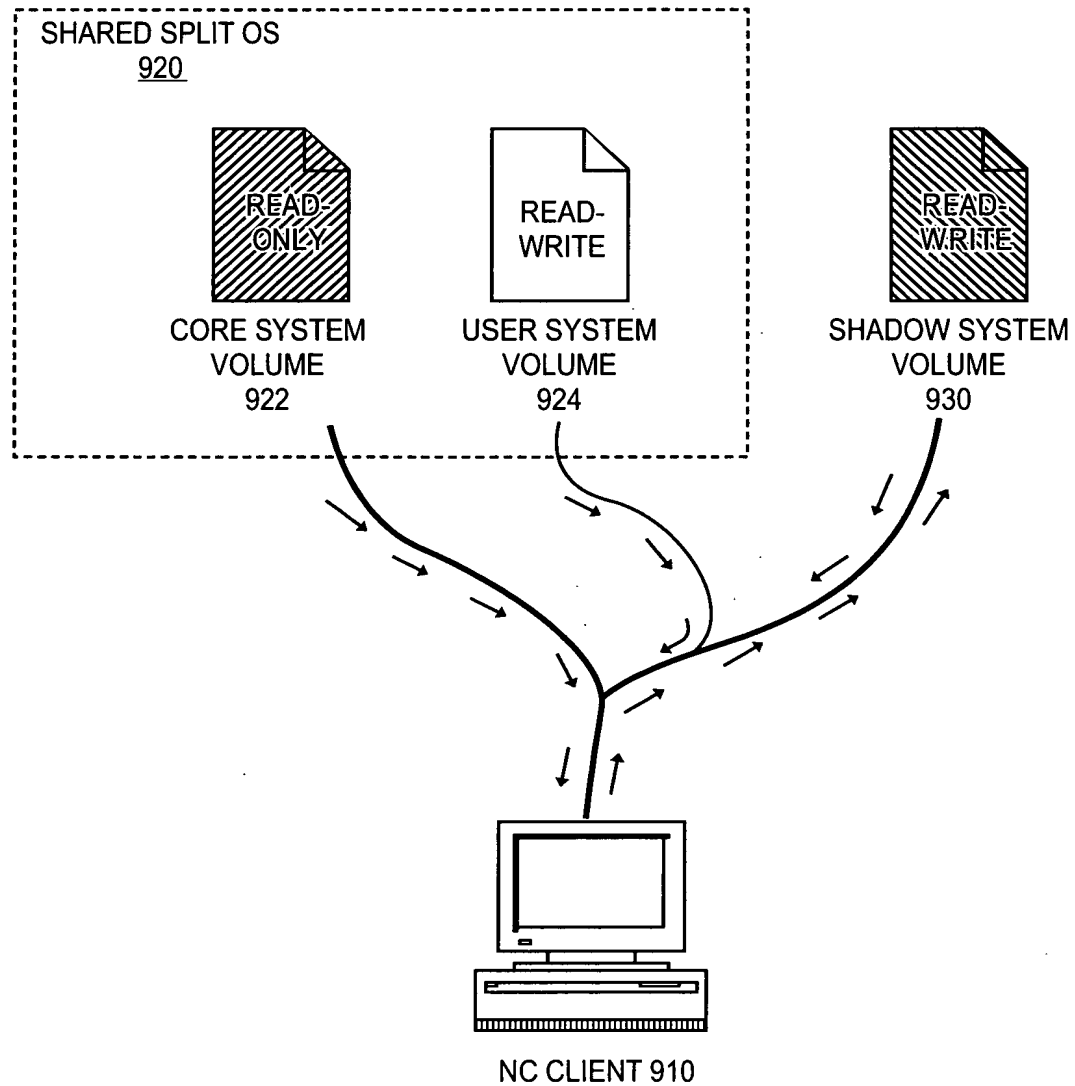 SHARED SPLIT OS
920
READ-
ONLY
READ-
WRITE
READ-
WRITE
CORE SYSTEM
VOLUME
922
USER SYSTEM
VOLUME
924
SHADOW SYSTEM
VOLUME
930
NC CLIENT 910